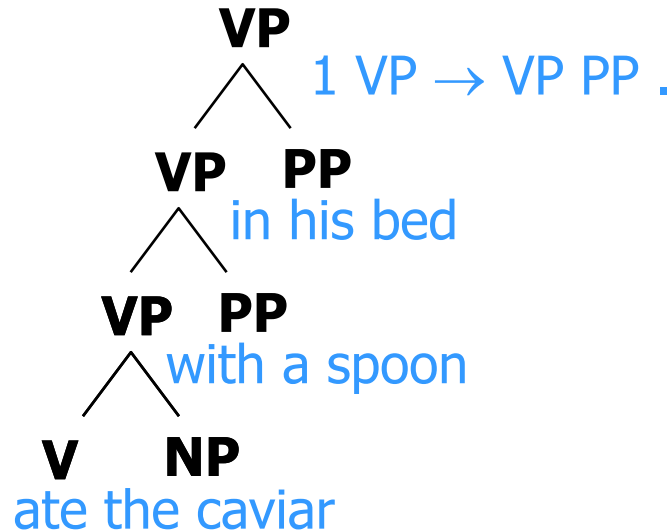 VP
1 VP → VP PP .
VP PP
in his bed
VP PP
with a spoon
V NP
ate the caviar